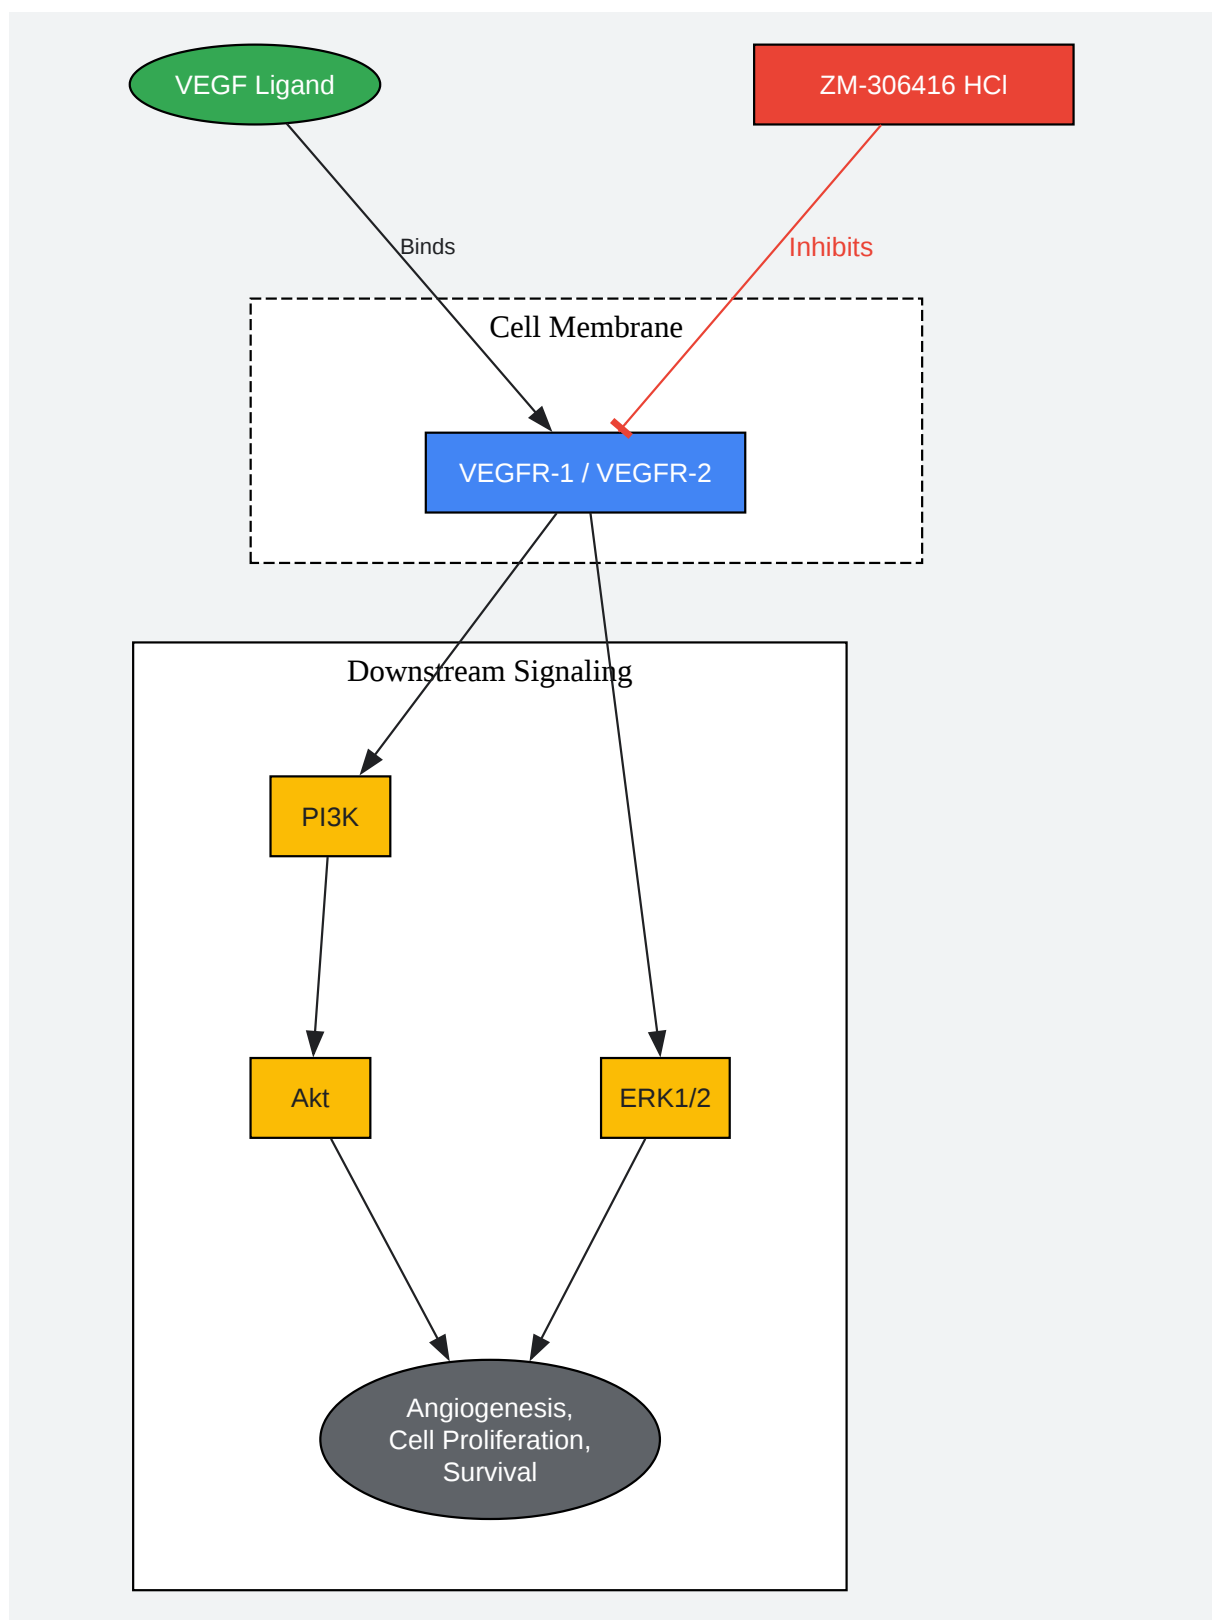 VEGF Ligand
ZM-306416 HCl
Binds
Inhibits
Cell Membrane
VEGFR-1 / VEGFR-2
Downstream Signaling
PI3K
Akt
ERK1/2
Angiogenesis,
Cell Proliferation,
Survival